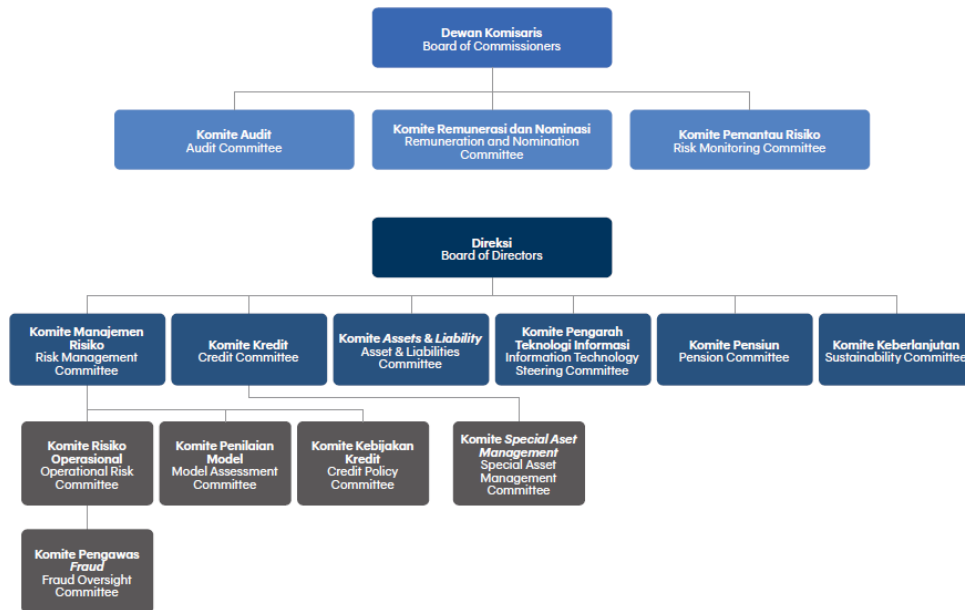 Dewan Komisaris
Board of Commissioners
Komite Audit
Audit Committee
Komite Remunerasi dan Nominasi
Remuneration and Nomination
Committee
Komite Pemantau Risiko
Risk Monitoring Committee
Direksi
Board of Directors
Komite Manajemen
Risiko
Risk Management
Committee
Komite Kredit
Credit Committee
Komite Assets & Liability
Asset & Liabilities
Committee
Komite Pengarah
Teknologi Informasi
Information Technology
Steering Committee
Komite Pensiun
Pension Committee
Komite Keberlanjutan
Sustainability Committee
Komite Risiko
Operasional
Operational Risk
Committee
Komite Penilaian
Model
Model Assessment
Committee
Komite Kebijakan
Kredit
Credit Policy
Committee
Komite Special Aset
Management
Special Asset
Management
Committee
Komite Pengawas
Fraud
Fraud Oversight
Committee